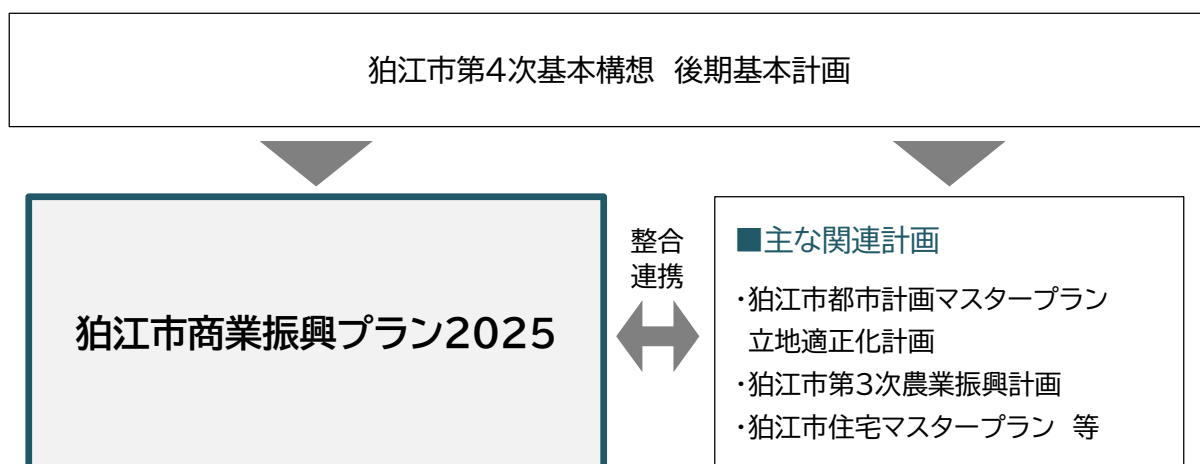 狛江市第4次基本構想 後期基本計画
狛江市商業振興プラン2025
整合
連携
■主な関連計画
・狛江市都市計画マスタープラン
立地適正化計画
・狛江市第3次農業振興計画
・狛江市住宅マスタープラン 等